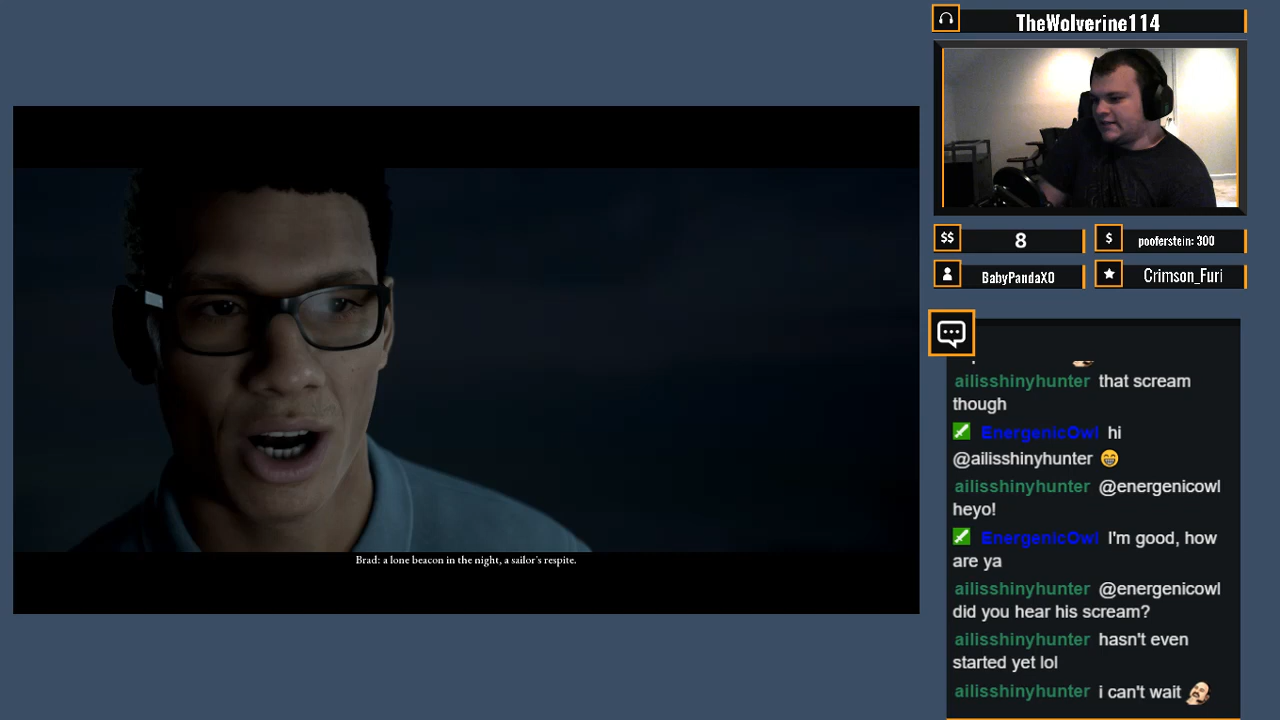 TheWolverine114
$$
8
$
pooferstein: 300
BabyPandaXO
Crimson_Furi
ailisshinyhunter that scream
though
EnergenicOwl hi
@ailisshinyhunter
ailisshinyhunter @energenicowl
heyo!
EnergenicOwl I'm good, how
are ya
ailisshinyhunter @energenicowl
did you hear his scream?
ailisshinyhunter hasn't even
started yet lol
ailisshinyhunter i can't wait
Brad: a lone beacon in the night, a sailor's respite.